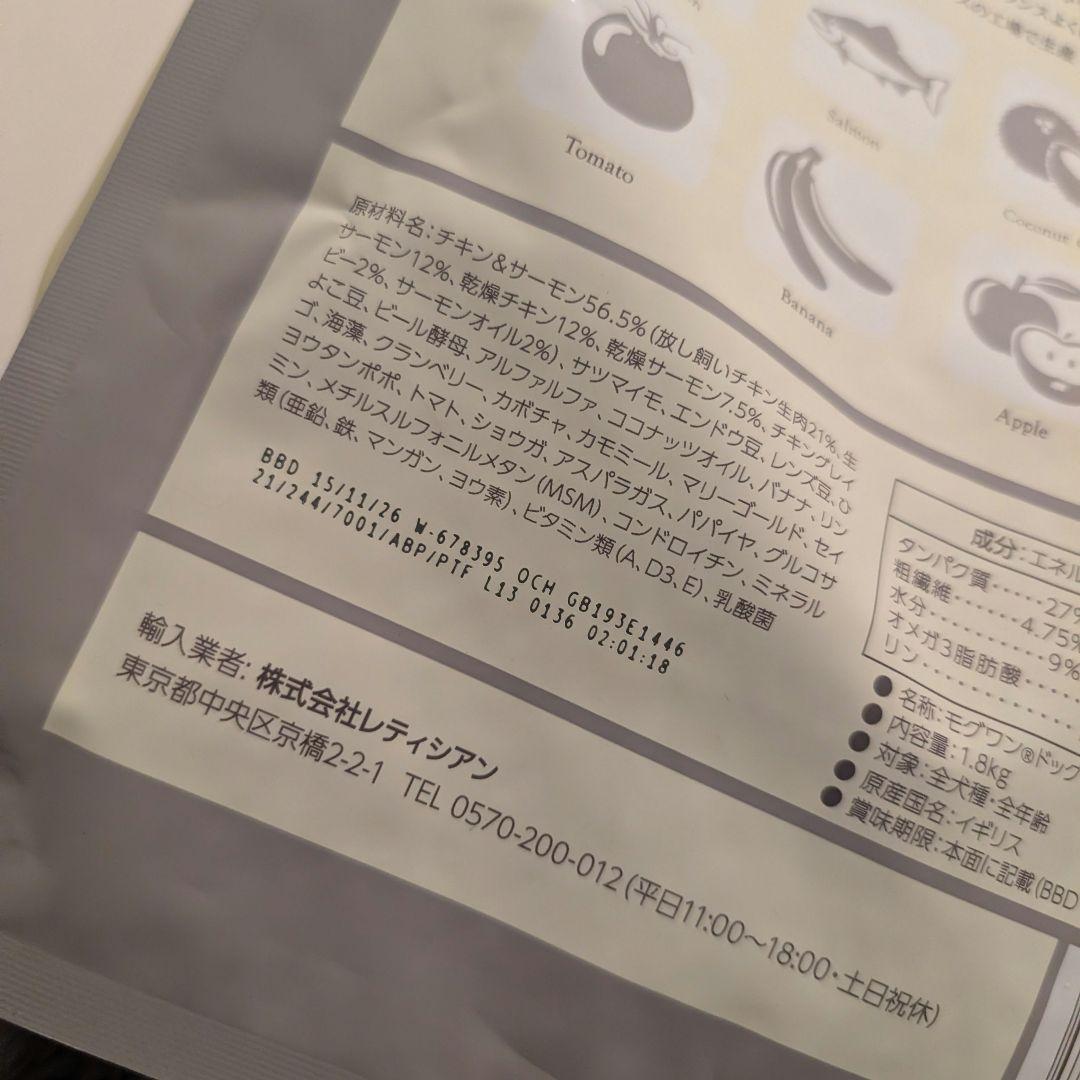 スの工場で生産
Tomato
Salmon
Banana
Coconut
Apple
原材料名：チキン&サーモン56.5%（放し飼いチキン生肉21%、生
サーモン12%、乾燥チキン12%、乾燥サーモン7.5%、チキングレイ
ビー2%、サーモンオイル2%）、サツマイモ、エンドウ豆、レンズ豆、ひ
よこ豆、ビール酵母、アルファルファ、ココナッツオイル、バナナ、リン
ゴ、海藻、クランベリー、カボチャ、カモミール、マリーゴールド、セイ
ヨウタンポポ、トマト、ショウガ、アスパラガス、パパイヤ、グルコサ
ミン、メチルスルフォニルメタン（MSM）、コンドロイチン、ミネラル
類（亜鉛、鉄、マンガン、ヨウ素）、ビタミン類（A、D3、E）、乳酸菌
BBD 15/11/26 W-678395 OCH GB193E1446
21/244/7001/ABP/PTF L13 0136 02:01:18
成分：エネル
タンパク質……27%
粗繊維……4.75%
水分……9%
オメガ3脂肪酸……
リン……
●名称：モグワン®ドッグ
●内容量：1.8kg
●対象：全犬種・全年齢
●原産国名：イギリス
●賞味期限：本面に記載（BBD
輸入業者：株式会社レティシアン
東京都中央区京橋2-2-1 TEL 0570-200-012（平日11:00〜18:00・土日祝休）